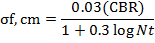 σf, cm = 0.03(CBR) / 1 + 0.3 log Nt